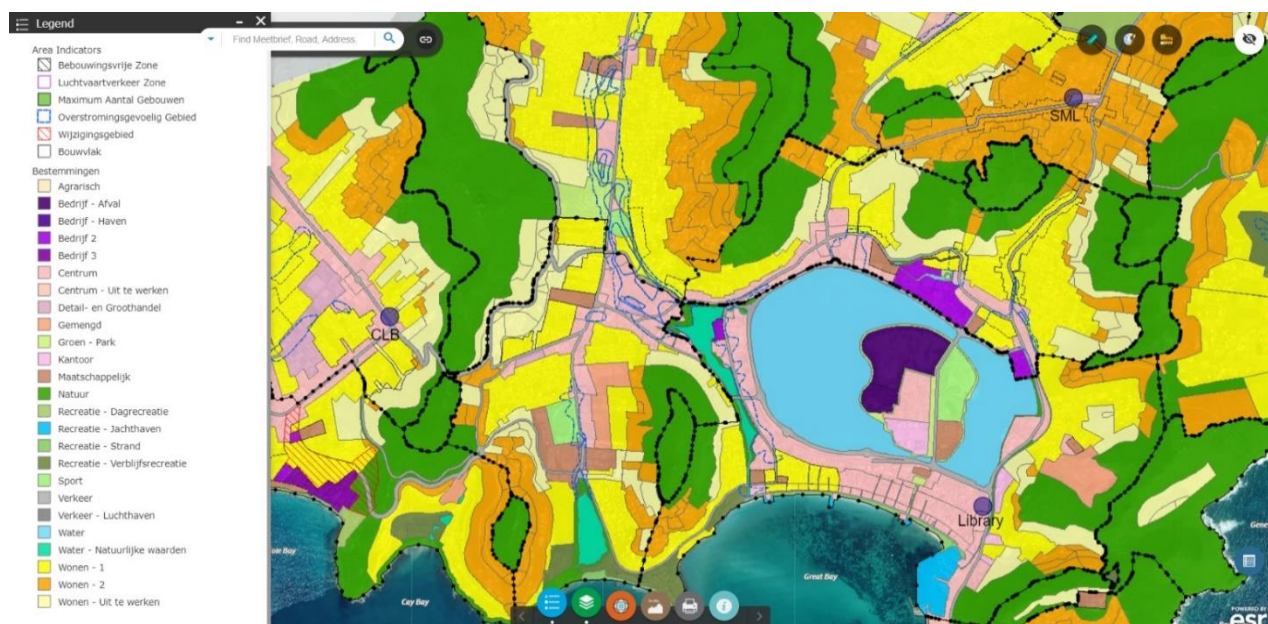 Legend
Find Meetbrief, Road, Address,
Area Indicators
Bebouwingsvrije Zone
Luchtvaartverkeer Zone
Maximum Aantal Gebouwen
Overstromingsgevoelig Gebied
Wijzigingsgebied
Bouwvlak
Bestemmingen
Agrarisch
Bedrijf - Afval
Bedrijf - Haven
Bedrijf 2
Bedrijf 3
Centrum
Centrum - Uit te werken
Detail- en Groothandel
Gemengd
Groen - Park
Kantoor
Maatschappelijk
Natuur
Recreatie - Dagrecreatie
Recreatie - Jachthaven
Recreatie - Strand
Recreatie - Verblijfsrecreatie
Sport
Verkeer
Verkeer - Luchthaven
Water
Water - Natuurlijke waarden
Wonen - 1
Wonen - 2
Wonen - Uit te werken
SML
CLB
Library
Bay
Cay Bay
Great Bay
POWERED BY
esr